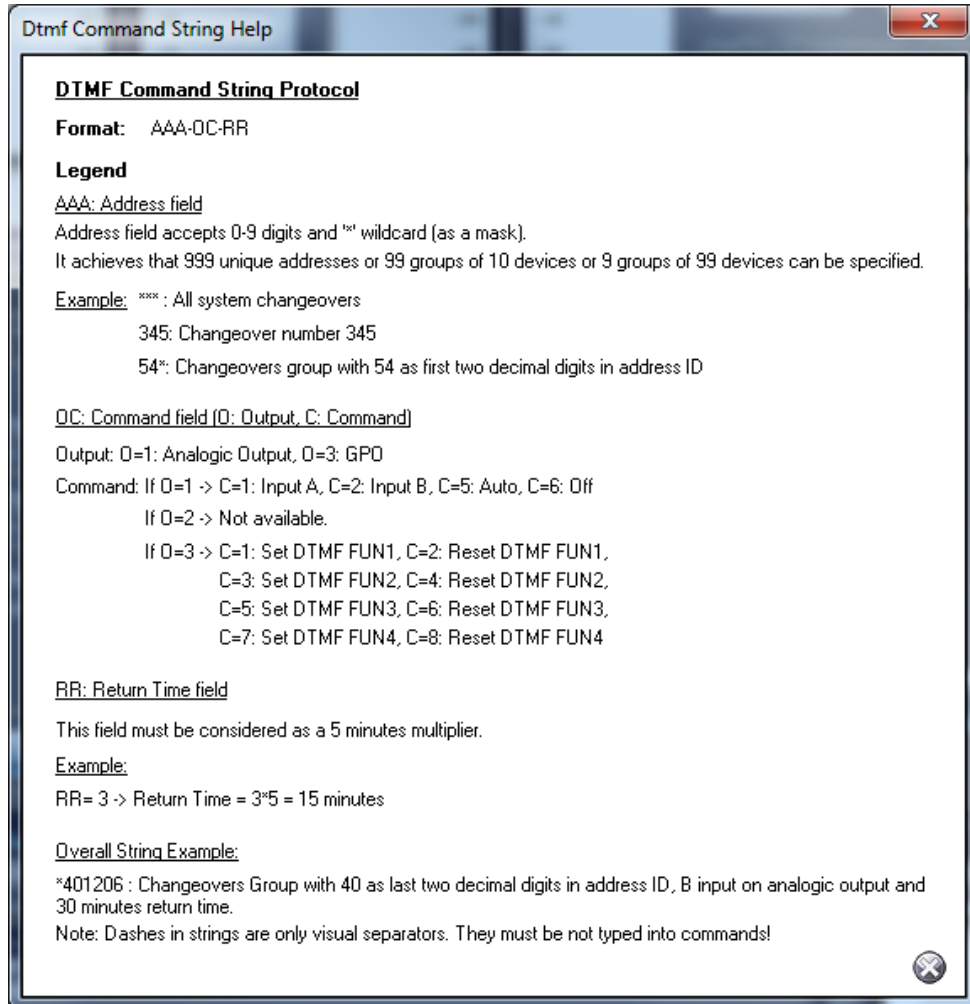 Dtmf Command String Help
DTMF Command String Protocol
Format: AAA-OC-RR
Legend
AAA: Address field
Address field accepts 0-9 digits and '*' wildcard (as a mask).
It achieves that 999 unique addresses or 99 groups of 10 devices or 9 groups of 99 devices can be specified.
Example: *** : All system changeovers
345: Changeover number 345
54*: Changeovers group with 54 as first two decimal digits in address ID
OC: Command field (O: Output, C: Command)
Output: O=1: Analogic Output, O=3: GPO
Command: If O=1 -> C=1: Input A, C=2: Input B, C=5: Auto, C=6: Off
If O=2 -> Not available.
If O=3 -> C=1: Set DTMF FUN1, C=2: Reset DTMF FUN1,
C=3: Set DTMF FUN2, C=4: Reset DTMF FUN2,
C=5: Set DTMF FUN3, C=6: Reset DTMF FUN3,
C=7: Set DTMF FUN4, C=8: Reset DTMF FUN4
RR: Return Time field
This field must be considered as a 5 minutes multiplier.
Example:
RR= 3 -> Return Time = 3*5 = 15 minutes
Overall String Example:
*401206 : Changeovers Group with 40 as last two decimal digits in address ID, B input on analogic output and
30 minutes return time.
Note: Dashes in strings are only visual separators. They must be not typed into commands!